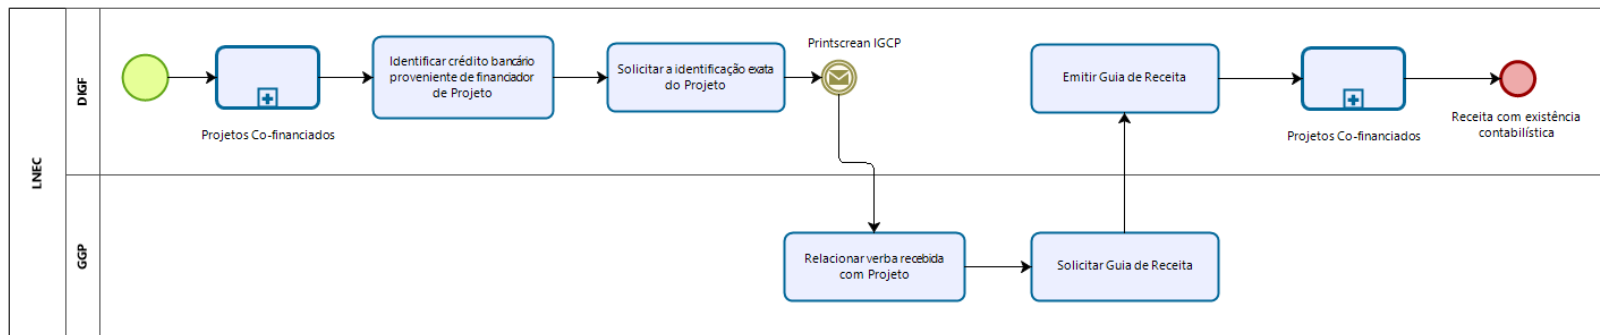 LNEC
DIGF
Projetos Co-financiados
Identificar crédito bancário
proveniente de financiador
de Projeto
Solicitar a identificação exata
do Projeto
Printscrean IGCP
Emitir Guia de Receita
Projetos Co-financiados
Receita com existência
contabilística
GGP
Relacionar verba recebida
com Projeto
Solicitar Guia de Receita